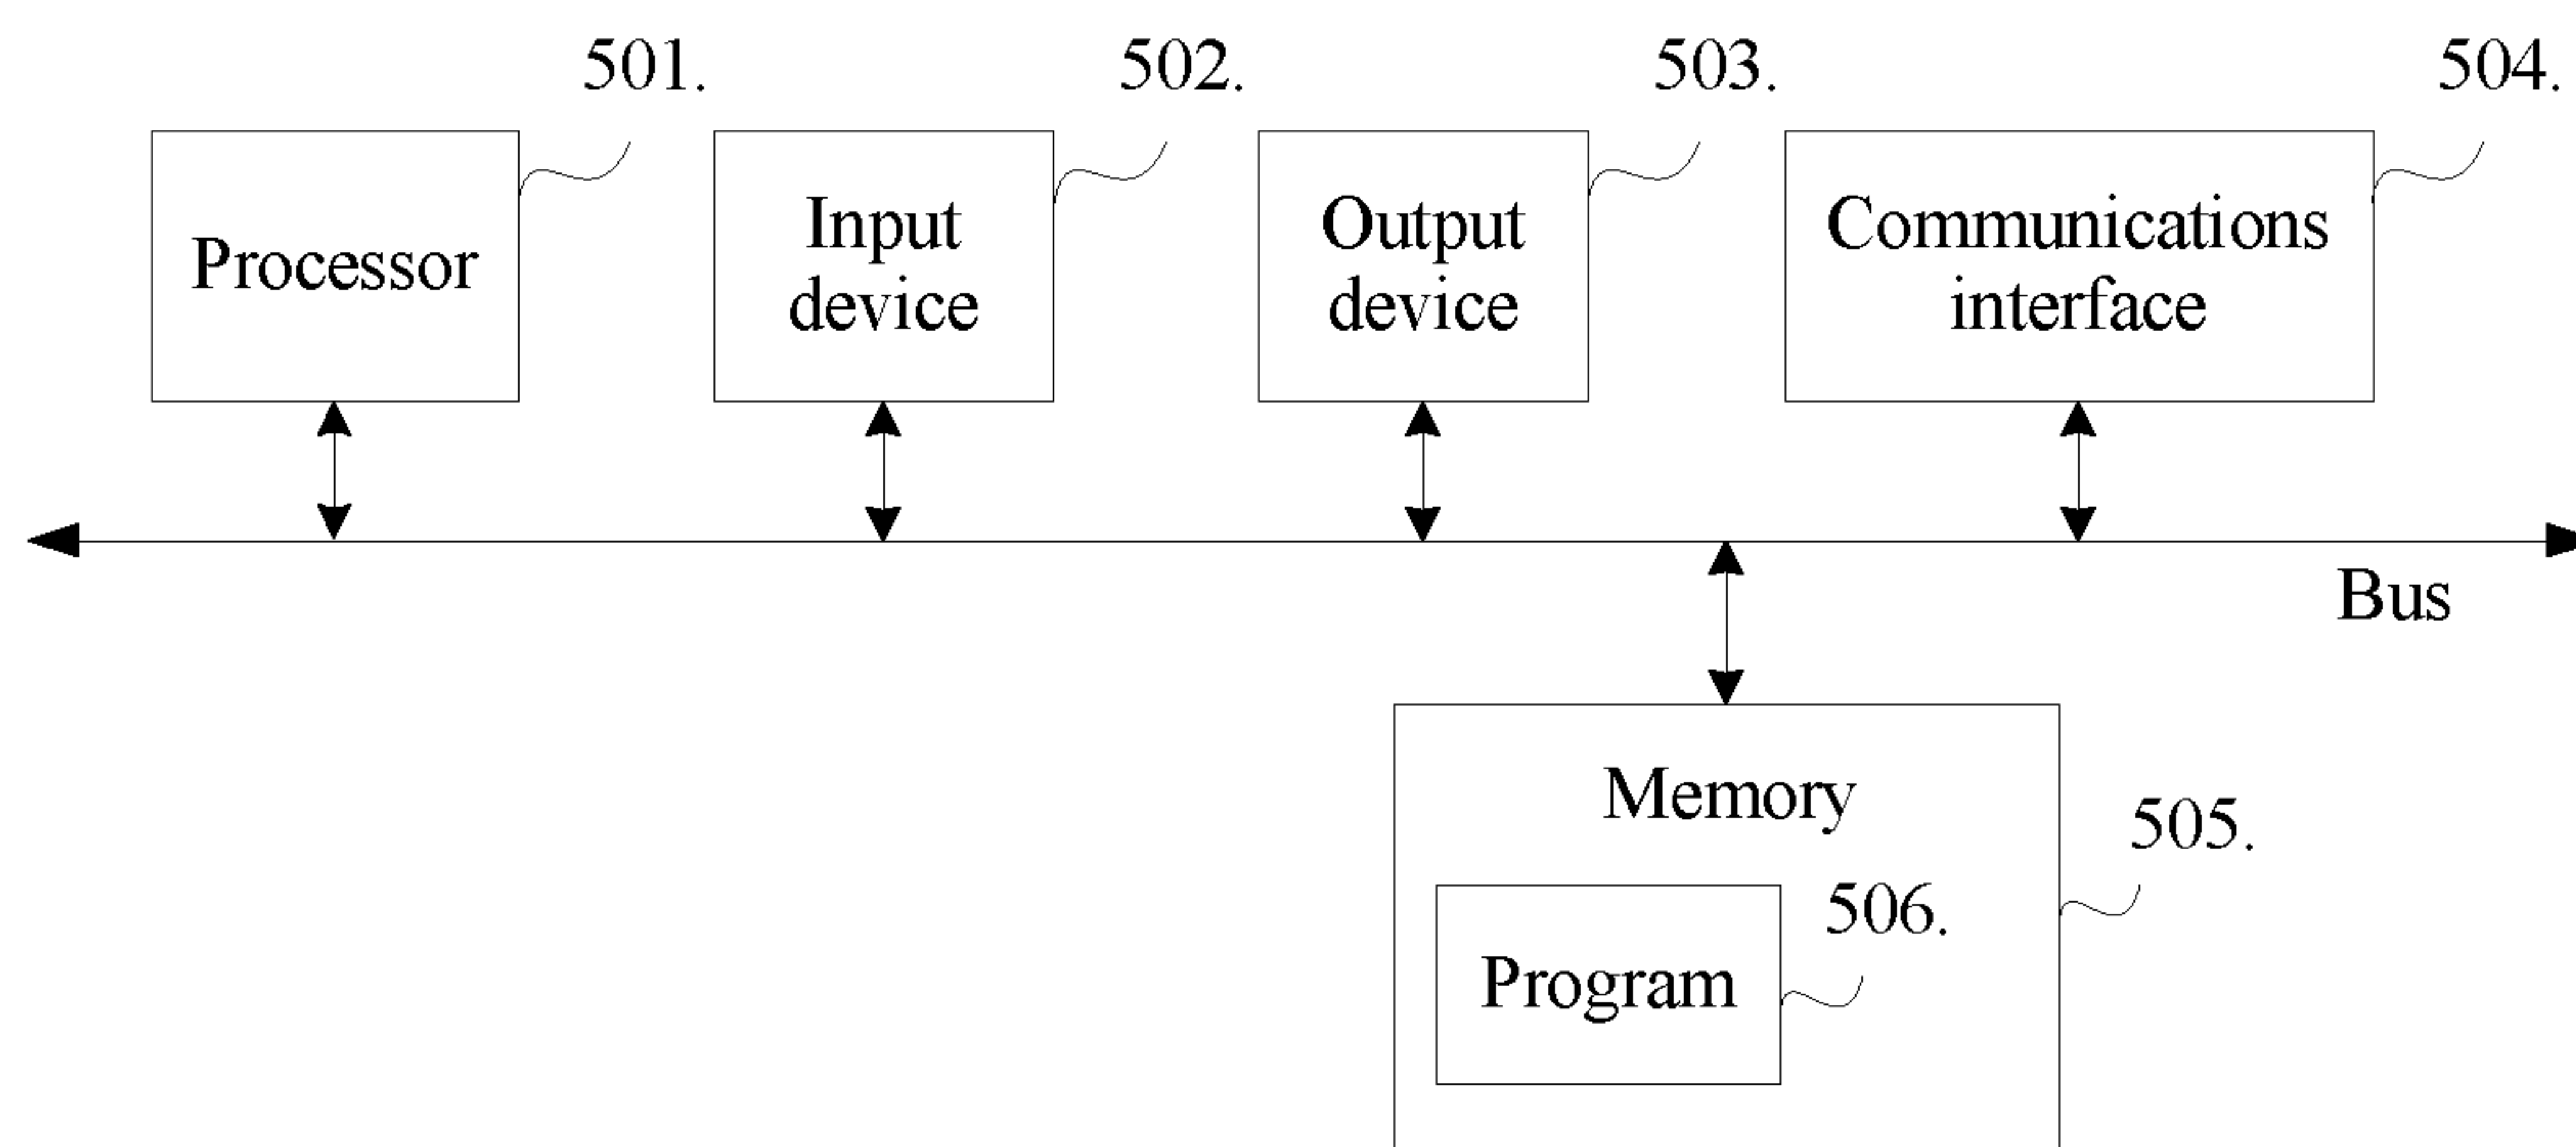 501.
502.
503.
504.
Processor
Input
device
Output
device
Communications
interface
Bus
Memory
505.
506.
Program